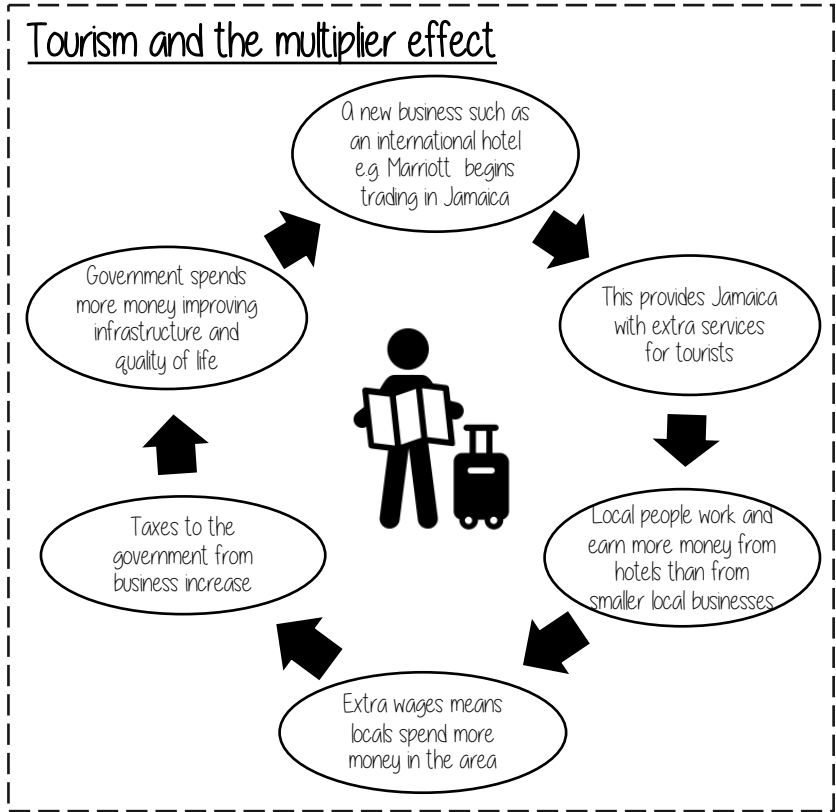 Tourism and the multiplier effect
A new business such as
an international hotel
e.g. Marriott begins
trading in Jamaica
This provides Jamaica
with extra services
for tourists
Local people work and
earn more money from
hotels than from
smaller local businesses.
Extra wages means
locals spend more
money in the area
Taxes to the
government from
business increase
Government spends
more money improving
infrastructure and
quality of life